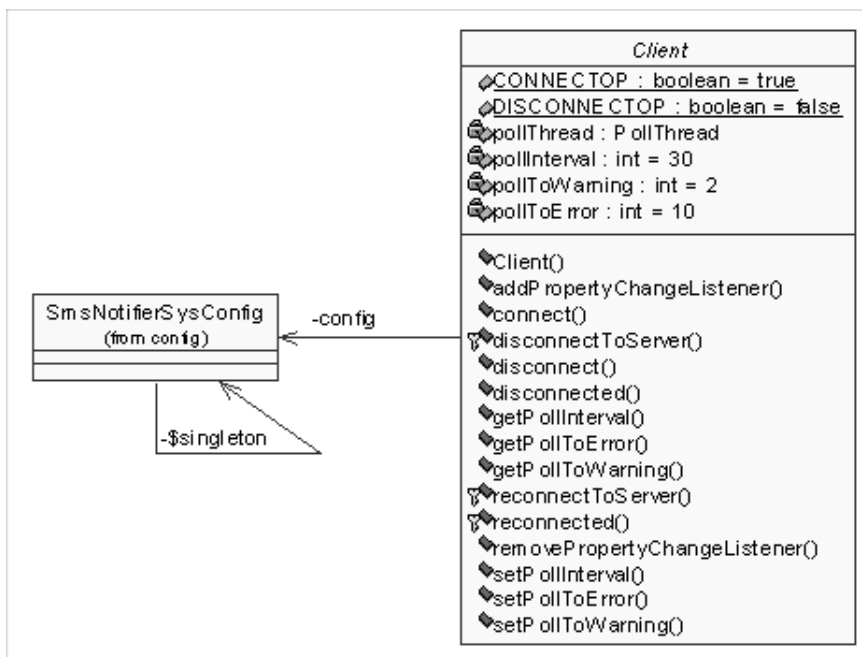 Client
CONNECTOP : boolean = true
DISCONNECTOP : boolean = false
pollThread : PollThread
pollInterval : int = 30
pollToWarning : int = 2
pollToError : int = 10
Client()
addPropertyChangeListener()
connect()
disconnectToServer()
disconnect()
disconnected()
getPollInterval()
getPollToError()
getPollToWarning()
reconnectToServer()
reconnected()
removePropertyChangeListener()
setPollInterval()
setPollToError()
setPollToWarning()
SmsNotifierSysConfig
(from config)
-config
-$singleton